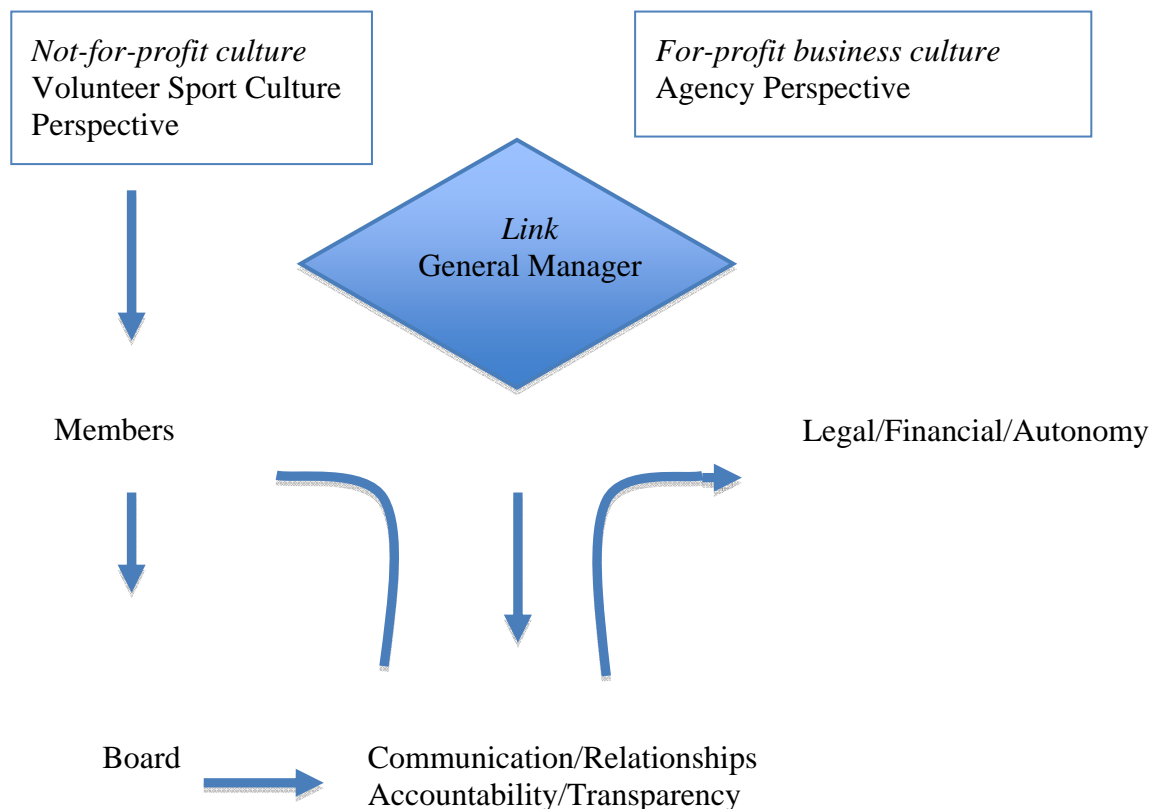 Not-for-profit culture
Volunteer Sport Culture
Perspective
For-profit business culture
Agency Perspective
Link
General Manager
Members
Legal/Financial/Autonomy
Board
Communication/Relationships
Accountability/Transparency